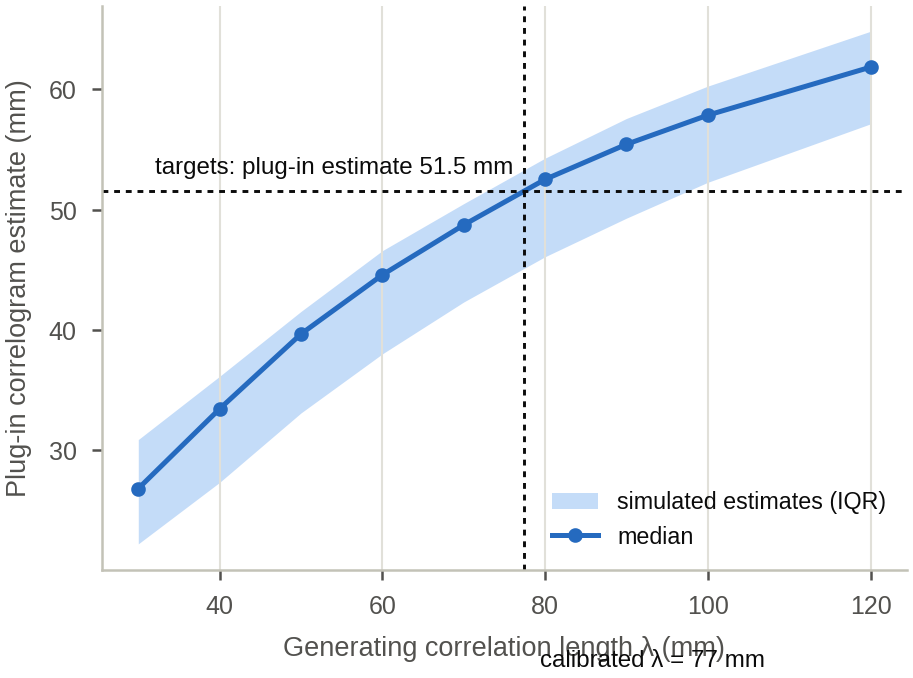 Plug-in correlogram estimate (mm)
60
50
40
30
targets: plug-in estimate 51.5 mm
simulated estimates (IQR)
median
40 60 80 100 120
Generating correlation length λ (mm)
calibrated λ = 77 mm